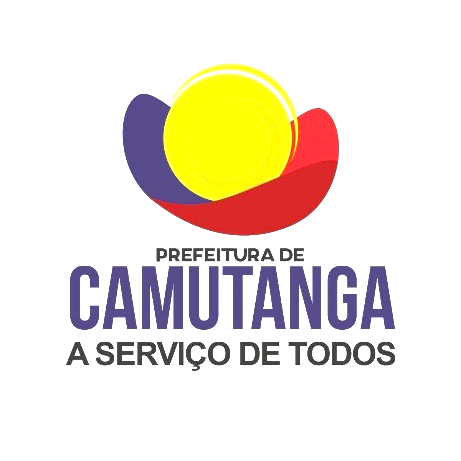 PREFEITURA DE
CAMUTANGA
A SERVIÇO DE TODOS